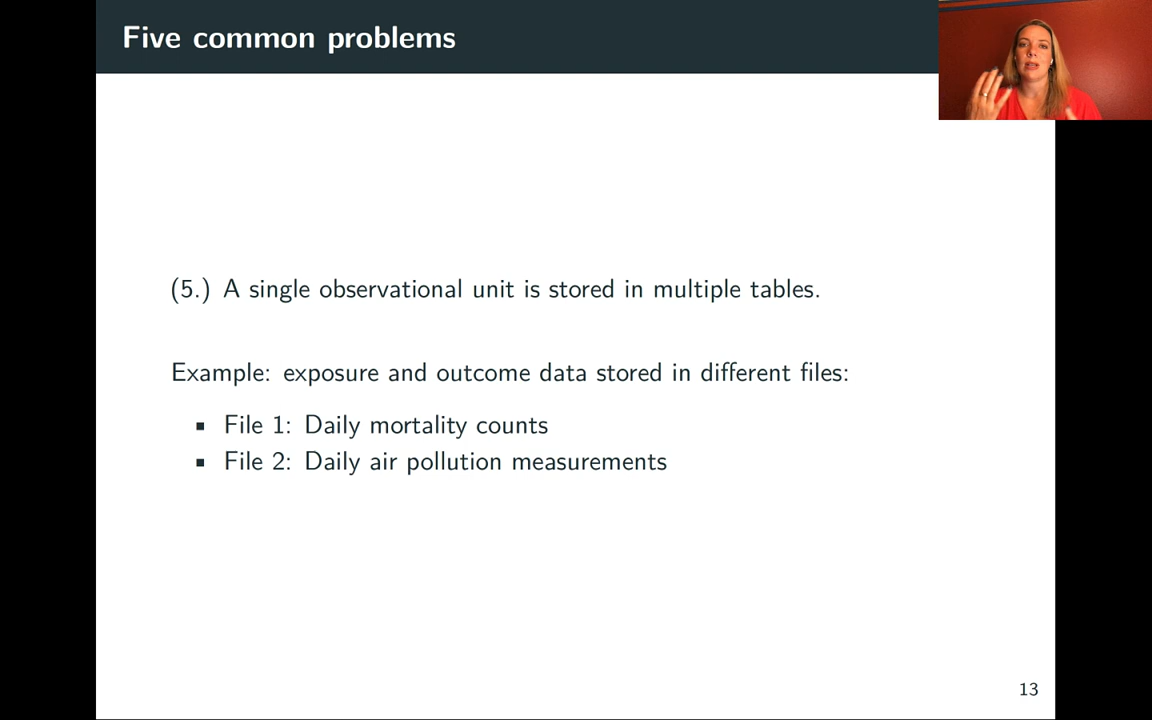 Five common problems
(5.) A single observational unit is stored in multiple tables.
Example: exposure and outcome data stored in different files:
▪ File 1: Daily mortality counts
▪ File 2: Daily air pollution measurements
13